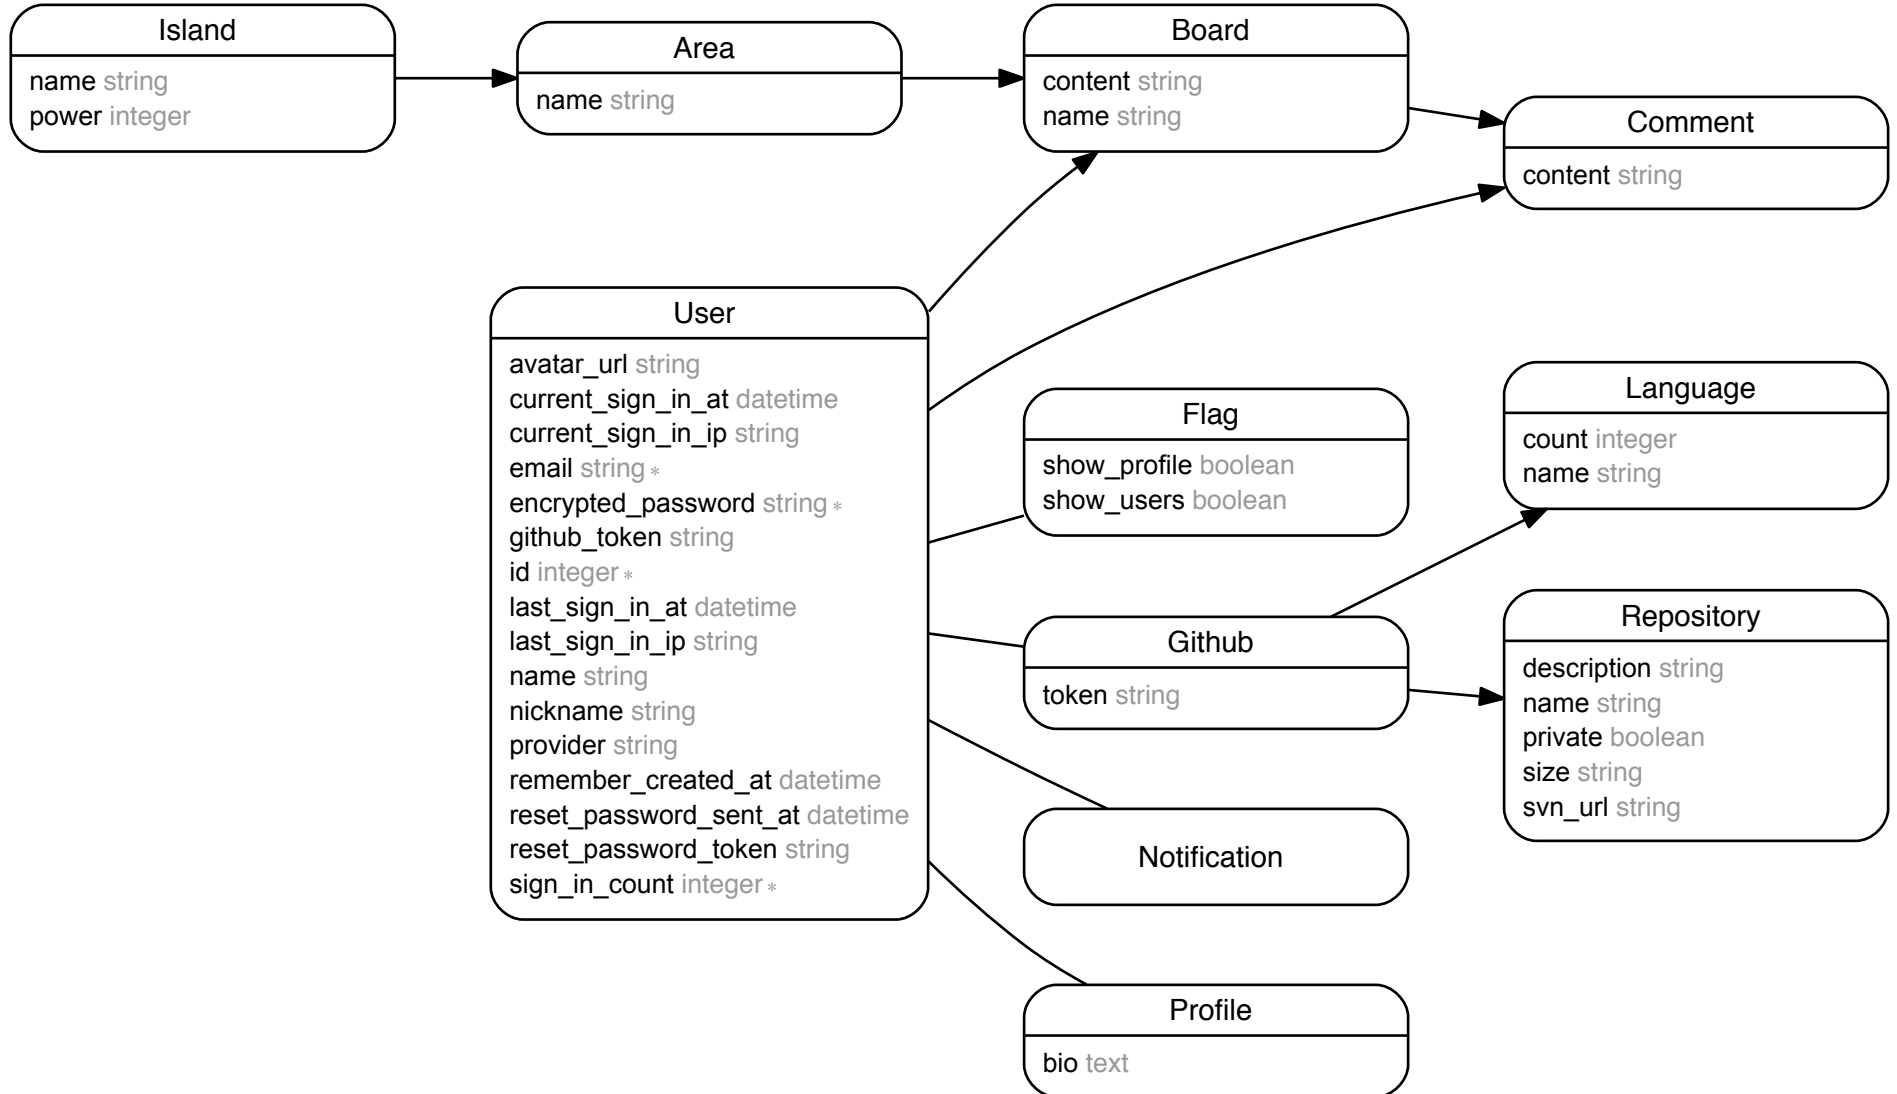 Island
name string
power integer
Area
name string
Board
content string
name string
Comment
content string
User
avatar_url string
current_sign_in_at datetime
current_sign_in_ip string
email string *
encrypted_password string *
github_token string
id integer *
last_sign_in_at datetime
last_sign_in_ip string
name string
nickname string
provider string
remember_created_at datetime
reset_password_sent_at datetime
reset_password_token string
sign_in_count integer *
Flag
show_profile boolean
show_users boolean
Language
count integer
name string
Github
token string
Repository
description string
name string
private boolean
size string
svn_url string
Notification
Profile
bio text